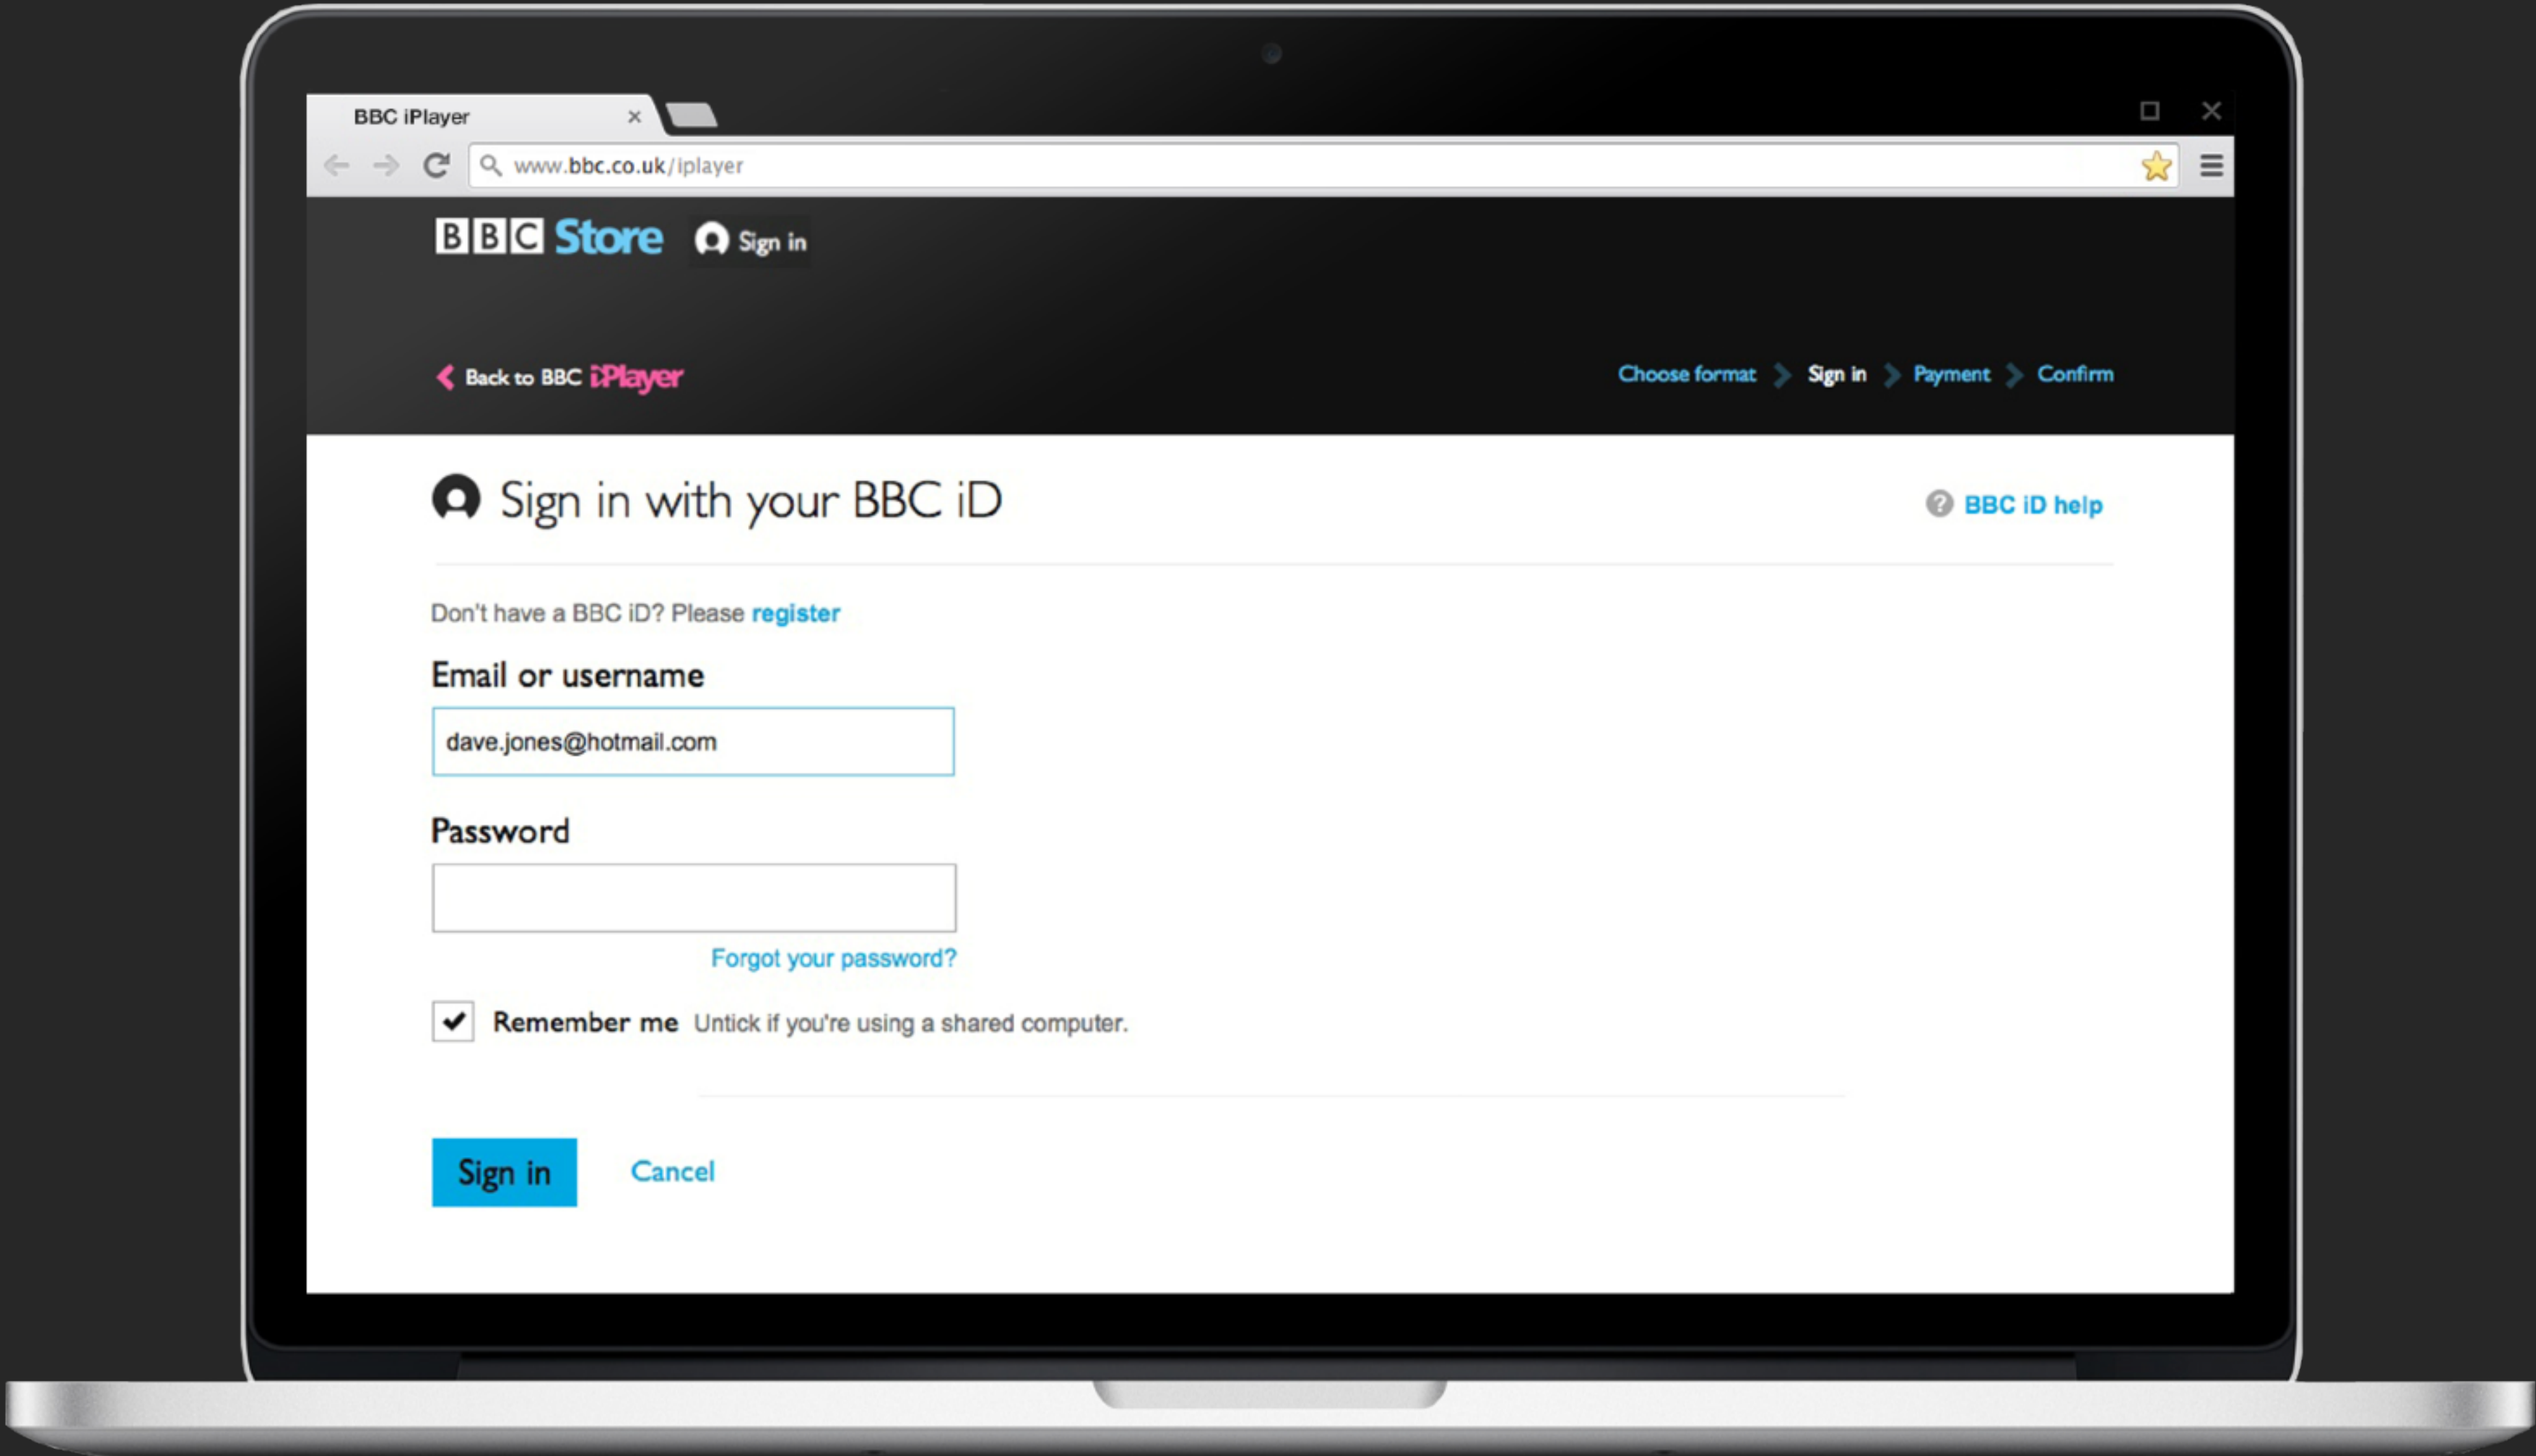 BBC iPlayer
www.bbc.co.uk/iplayer
BBC Store Sign in
Back to BBC iPlayer
Choose format Sign in Payment Confirm
Sign in with your BBC iD
BBC iD help
Don't have a BBC iD? Please register
Email or username
dave.jones@hotmail.com
Password
Forgot your password?
Remember me Untick if you're using a shared computer.
Sign in Cancel